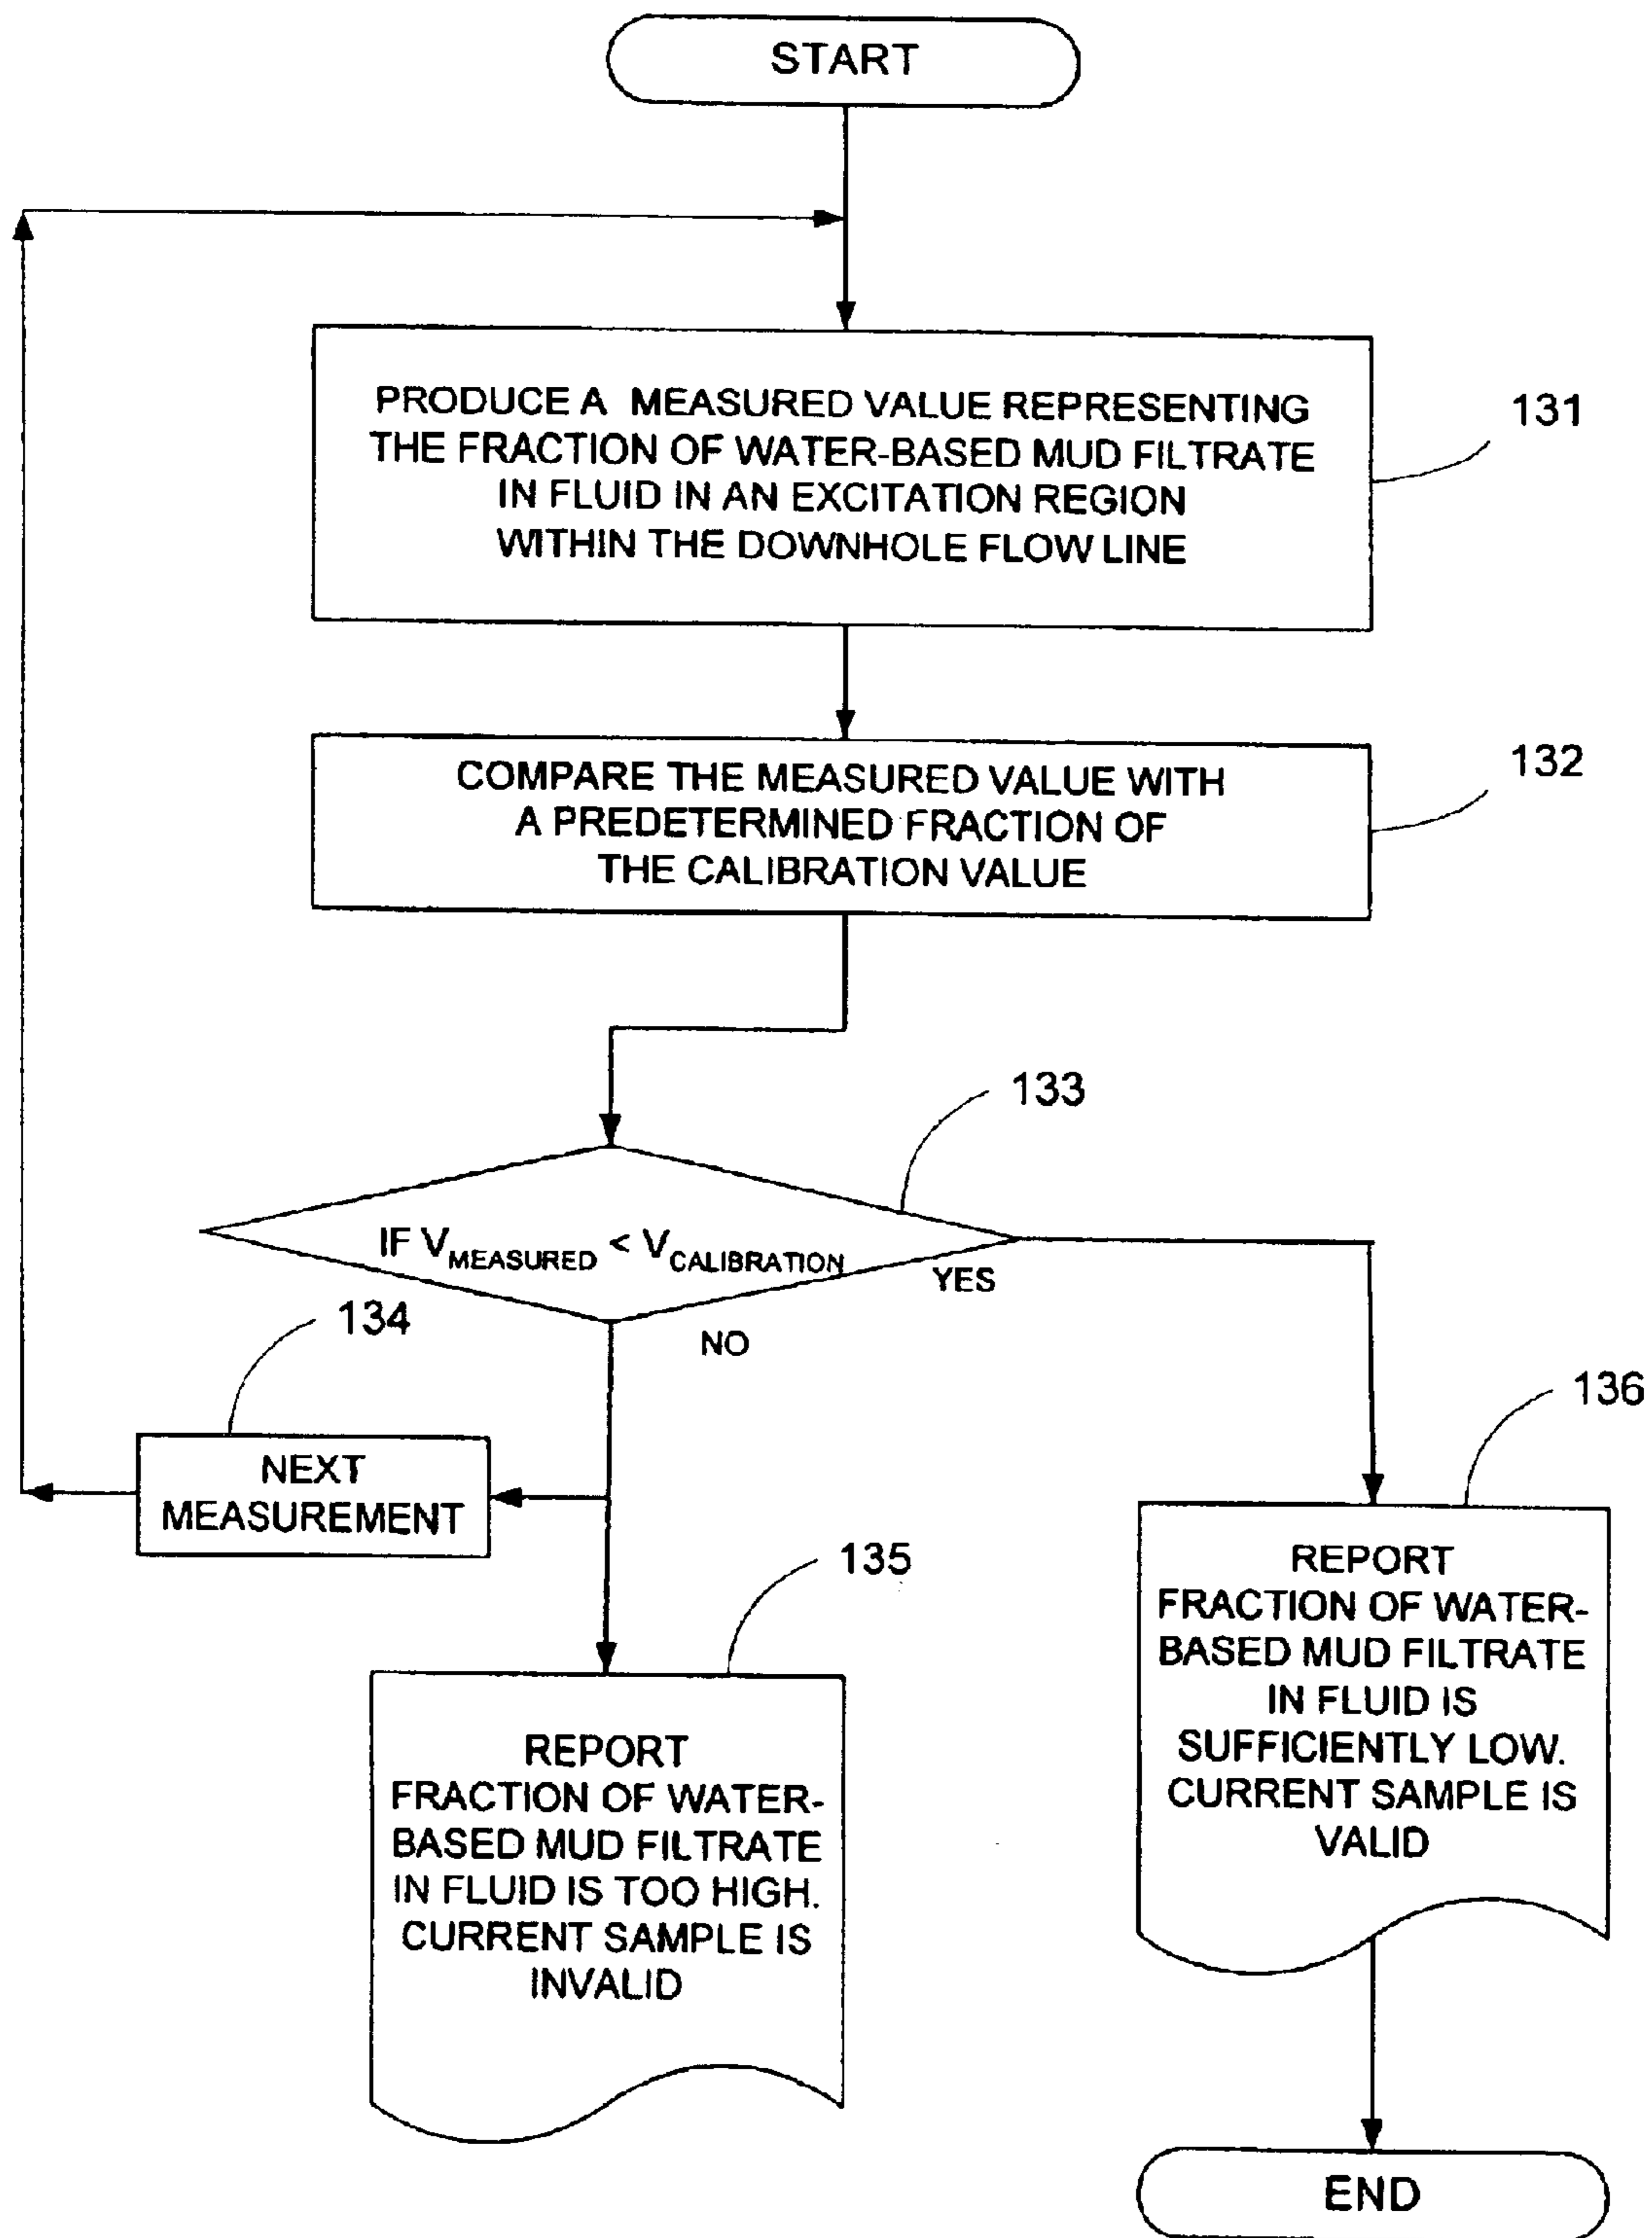 START
PRODUCE A MEASURED VALUE REPRESENTING
THE FRACTION OF WATER-BASED MUD FILTRATE
IN FLUID IN AN EXCITATION REGION
WITHIN THE DOWNHOLE FLOW LINE
131
COMPARE THE MEASURED VALUE WITH
A PREDETERMINED FRACTION OF
THE CALIBRATION VALUE
132
133
IF VMEASURED < VCALIBRATION
YES
NO
134
NEXT
MEASUREMENT
135
REPORT
FRACTION OF WATER-
BASED MUD FILTRATE
IN FLUID IS TOO HIGH.
CURRENT SAMPLE IS
INVALID
136
REPORT
FRACTION OF WATER-
BASED MUD FILTRATE
IN FLUID IS
SUFFICIENTLY LOW.
CURRENT SAMPLE IS
VALID
END